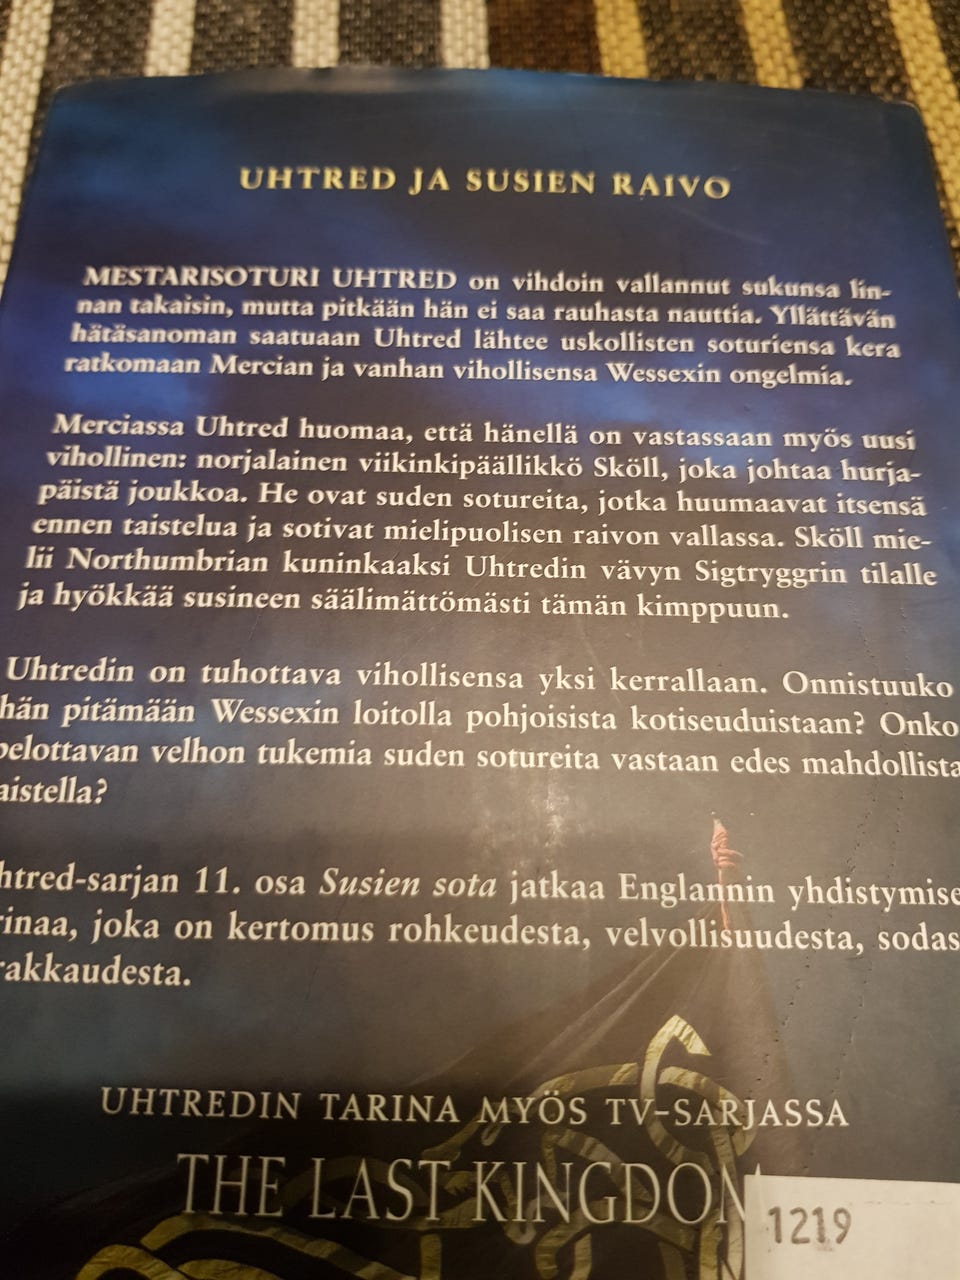 UHTRED JA SUSIEN RAIVO
MESTARISOTURI UHTRED on vihdoin vallannut sukunsa lin-
nan takaisin, mutta pitkään hän ei saa rauhasta nauttia. Yllättävän
hätäsanoman saatuaan Uhtred lähtee uskollisten soturiensa kera
ratkomaan Mercian ja vanhan vihollisensa Wessexin ongelmia.
Merciassa Uhtred huomaa, että hänellä on vastassaan myös uusi
vihollinen: norjalainen viikinkipäällikkö Sköll, joka johtaa hurja-
päistä joukkoa. He ovat suden sotureita, jotka huumaavat itsensä
ennen taistelua ja sotivat mielipuolisen raivon vallassa. Sköll mie-
lii Northumbrian kuninkaaksi Uhtredin vävyn Sigtryggrin tilalle
ja hyökkää susineen säälimättömästi tämän kimppuun.
Uhtredin on tuhottava vihollisensa yksi kerrallaan. Onnistuuko
hän pitämään Wessexin loitolla pohjoisista kotiseuduistaan? Onko
pelottavan velhon tukemia suden sotureita vastaan edes mahdollista
aistella?
htred-sarjan 11. osa Susien sota jatkaa Englannin yhdistymise
rinaa, joka on kertomus rohkeudesta, velvollisuudesta, sodas
rakkaudesta.
UHTREDIN TARINA MYÖS TV-SARJASSA
THE LAST KINGDOM
1219